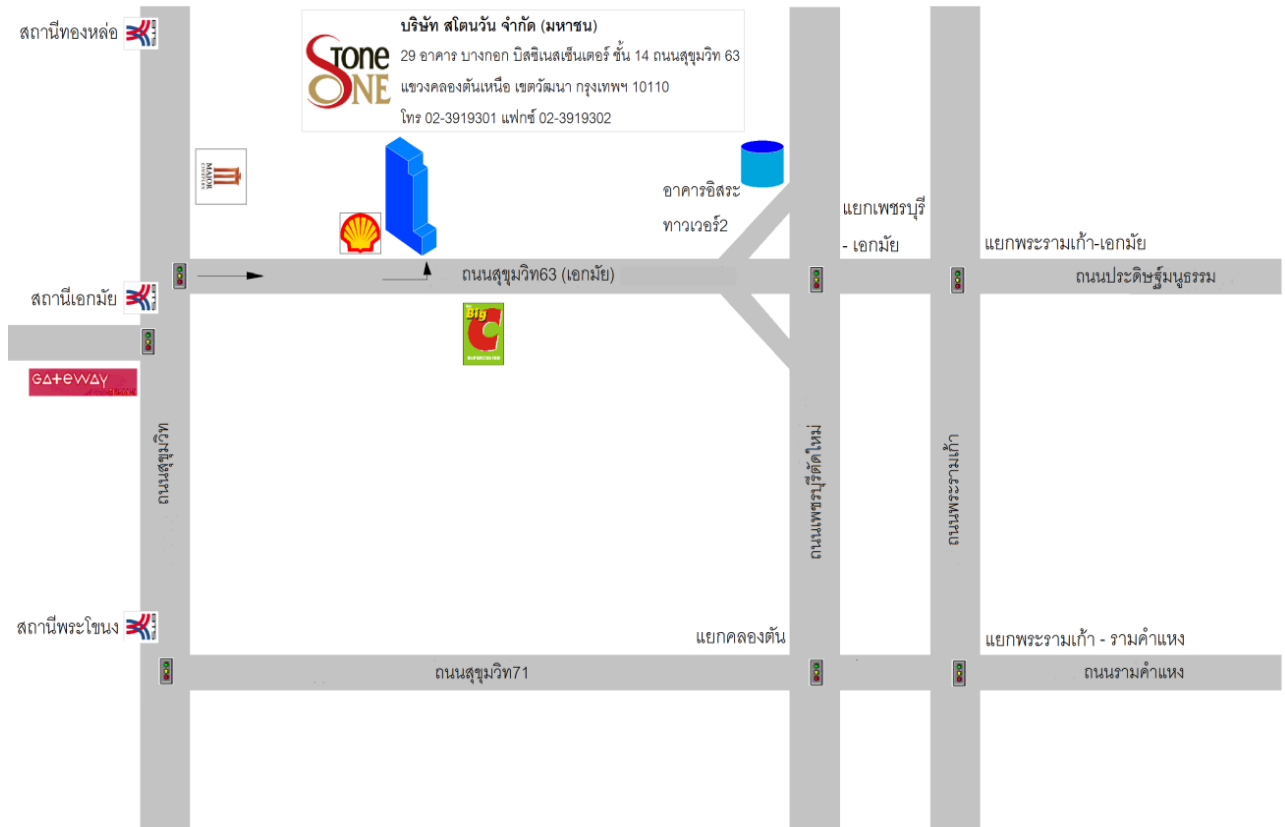 สถานีทองหล่อ
BTS
STone
ONE
บริษัท สโตนวัน จำกัด (มหาชน)
29 อาคาร บางกอก บิสซิเนสเซ็นเตอร์ ชั้น 14 ถนนสุขุมวิท 63
แขวงคลองตันเหนือ เขตวัฒนา กรุงเทพฯ 10110
โทร 02-3919301 แฟกซ์ 02-3919302
MAJOR
CINEPLEX
อาคารอิสระ
ทาวเวอร์2
แยกเพชรบุรี
- เอกมัย
แยกพระรามเก้า-เอกมัย
ถนนสุขุมวิท63 (เอกมัย)
ถนนประดิษฐ์มนูธรรม
สถานีเอกมัย
BTS
Big
C
SUPERCENTER
GATEWAY
ถนนสุขุมวิท
ถนนเพชรบุรีตัดใหม่
ถนนพระรามเก้า
สถานีพระโขนง
BTS
แยกคลองตัน
แยกพระรามเก้า - รามคำแหง
ถนนสุขุมวิท71
ถนนรามคำแหง